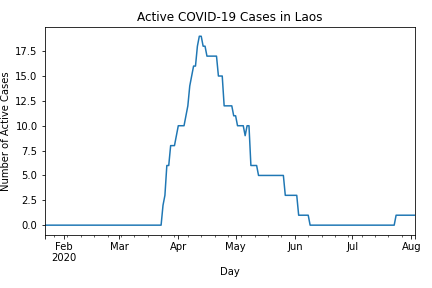 Active COVID-19 Cases in Laos
Number of Active Cases
17.5
15.0
12.5
10.0
7.5
5.0
2.5
0.0
Feb Mar Apr May Jun Jul Aug
2020
Day